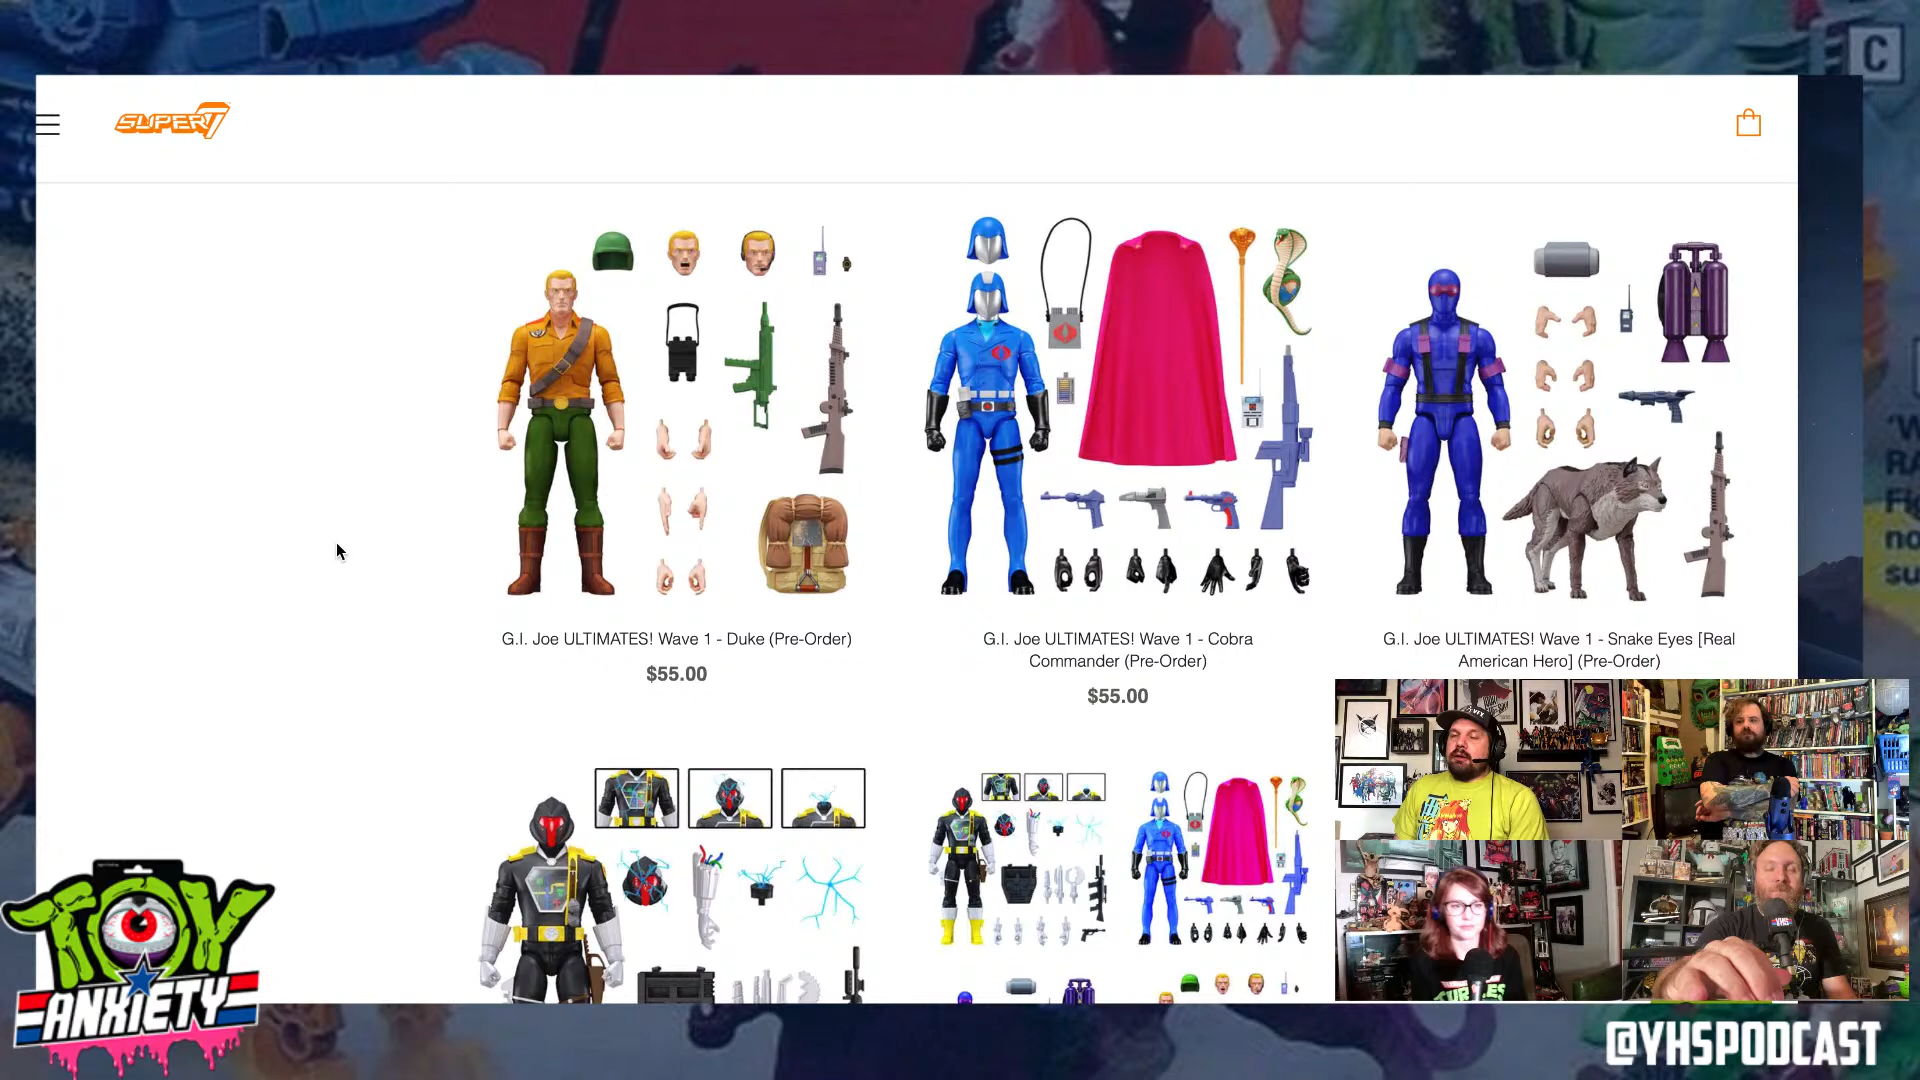 C
SUPER7
G.I. Joe ULTIMATES! Wave 1 - Duke (Pre-Order)
$55.00
G.I. Joe ULTIMATES! Wave 1 - Cobra
Commander (Pre-Order)
$55.00
G.I. Joe ULTIMATES! Wave 1 - Snake Eyes [Real
American Hero] (Pre-Order)
TOY
ANXIETY
@YHSPODCAST